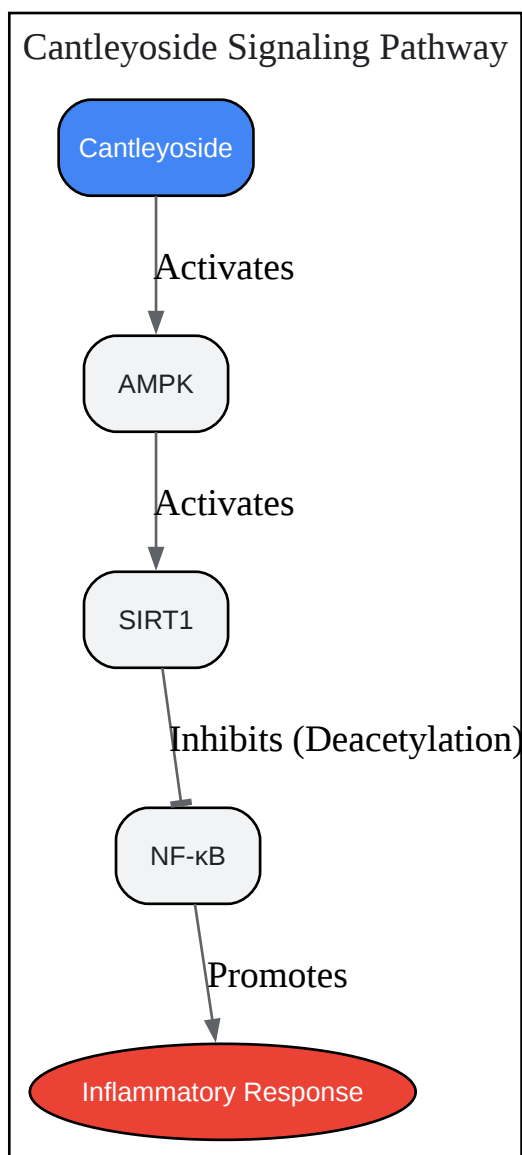 Cantleyoside Signaling Pathway
Cantleyoside
Activates
AMPK
Activates
SIRT1
Inhibits (Deacetylation)
NF-κB
Promotes
Inflammatory Response